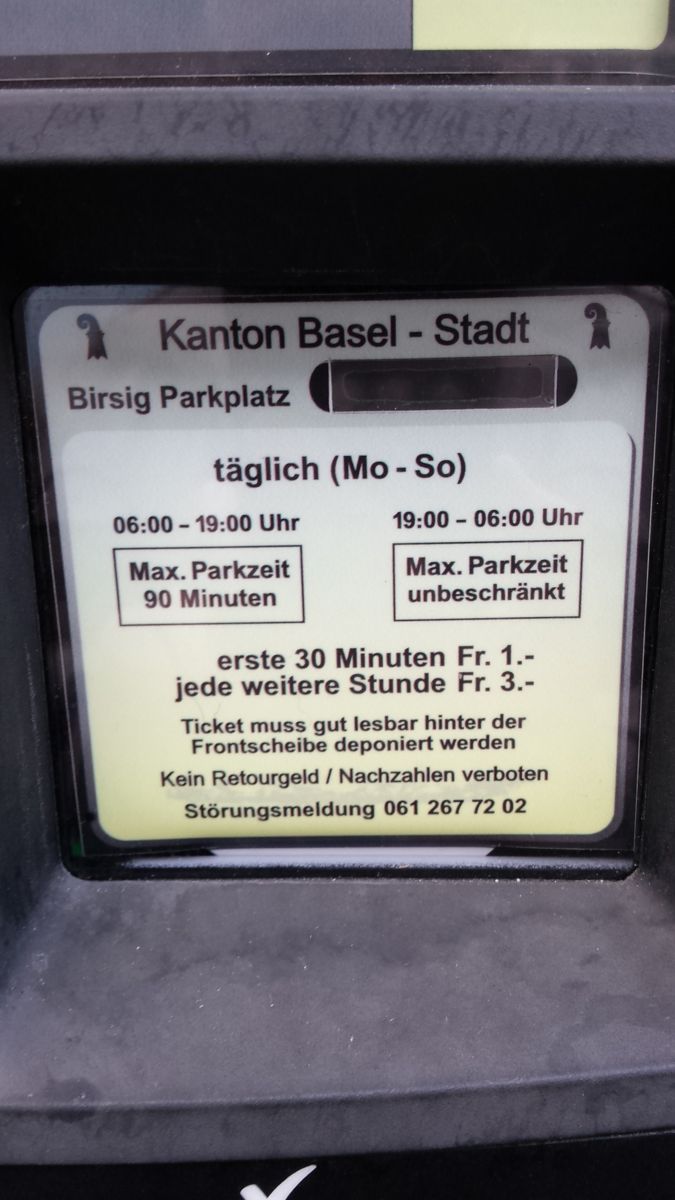 Kanton Basel - Stadt
Birsig Parkplatz
täglich (Mo - So)
06:00 – 19:00 Uhr
Max. Parkzeit
90 Minuten
19:00 – 06:00 Uhr
Max. Parkzeit
unbeschränkt
erste 30 Minuten Fr. 1.-
jede weitere Stunde Fr. 3.-
Ticket muss gut lesbar hinter der
Frontscheibe deponiert werden
Kein Retourgeld / Nachzahlen verboten
Störungsmeldung 061 267 72 02